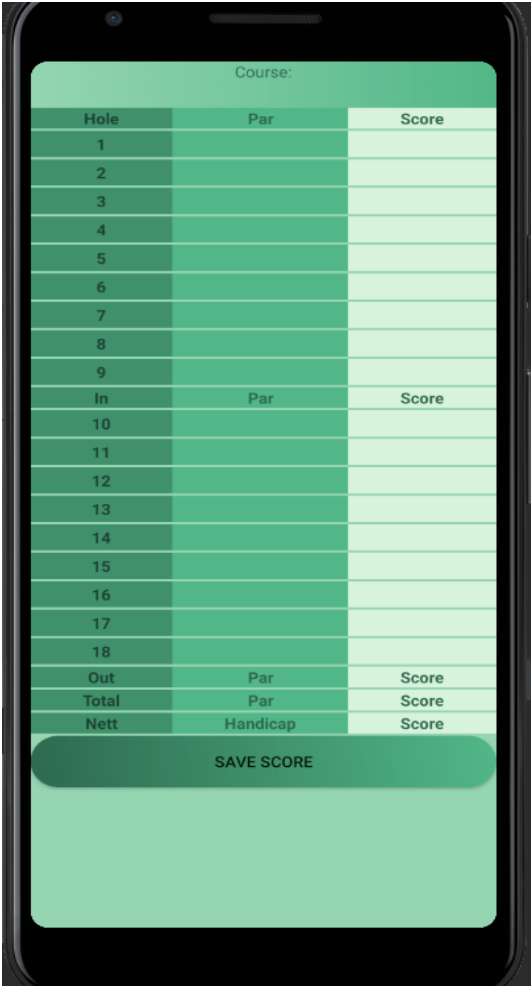 Course:
Hole Par Score
1
2
3
4
5
6
7
8
9
In Par Score
10
11
12
13
14
15
16
17
18
Out Par Score
Total Par Score
Nett Handicap Score
SAVE SCORE